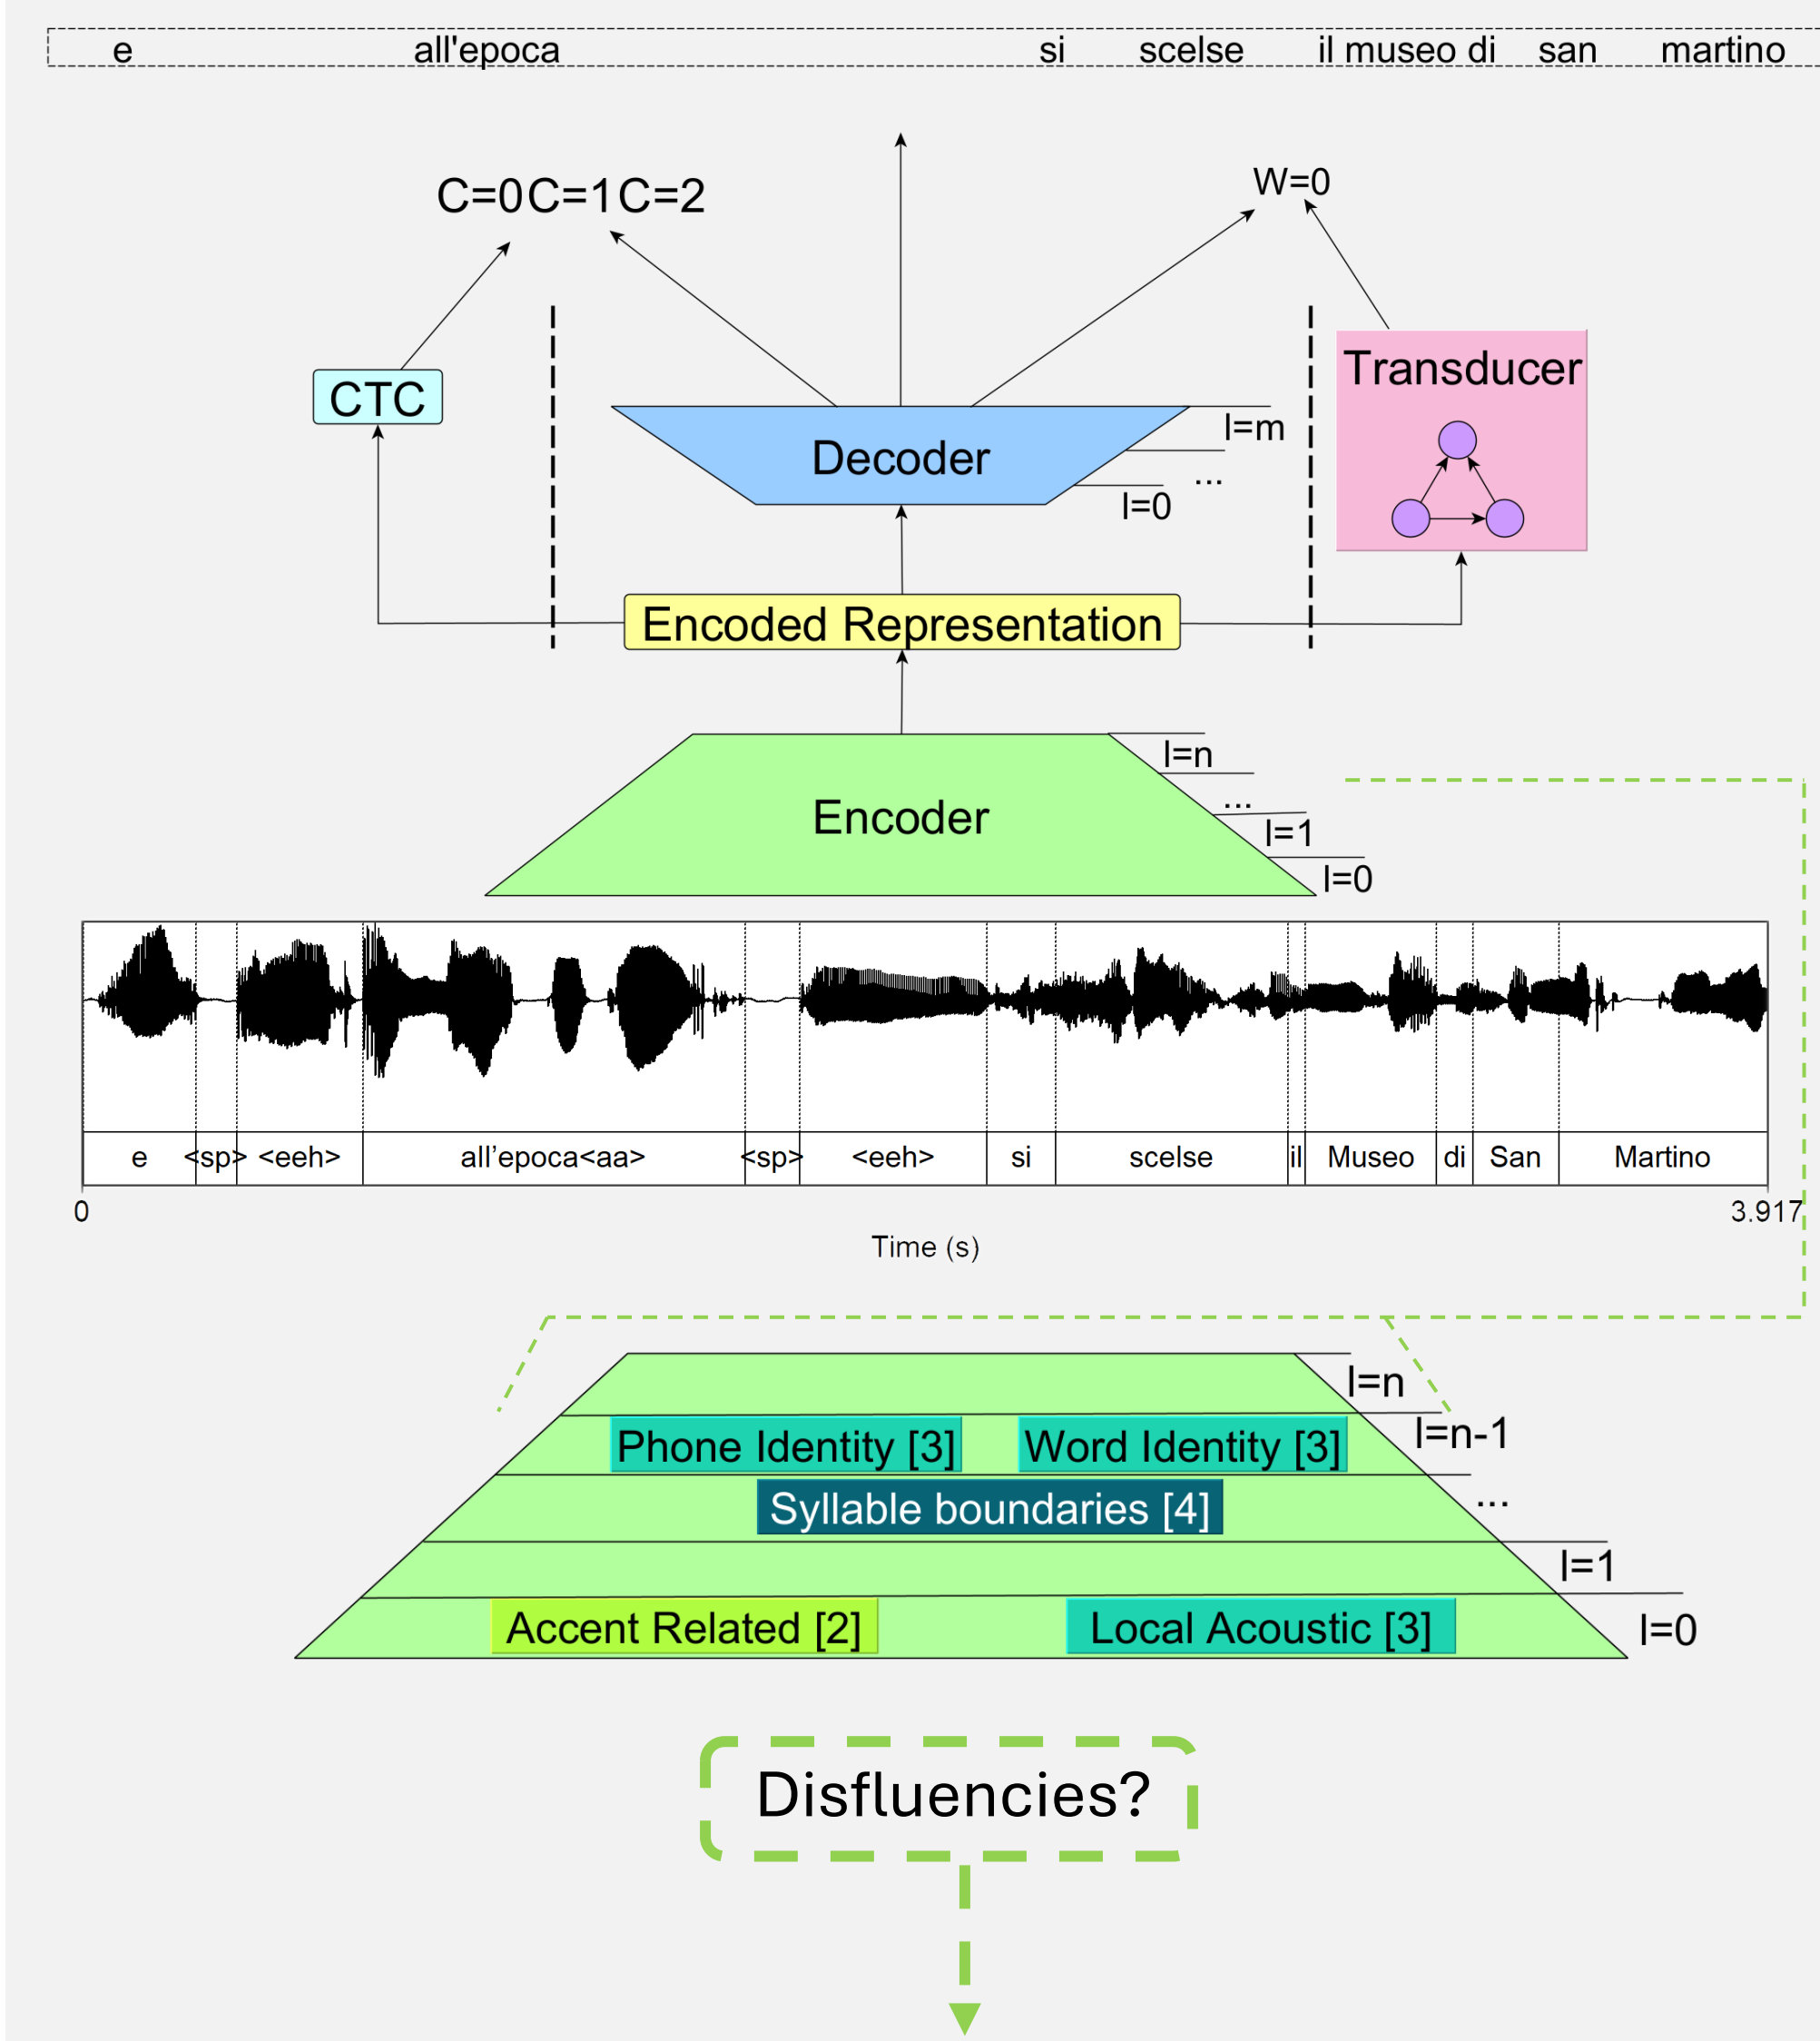 e all'epoca si scelse il museo di san martino
C=0 C=1 C=2
W=0
CTC
Transducer
Decoder
l=m
...
l=0
Encoded Representation
Encoder
l=n
...
l=1
l=0
e <sp> <eeh> all’epoca<aa> <sp> <eeh> si scelse il Museo di San Martino
0 3.917
Time (s)
l=n
Phone Identity [3] Word Identity [3] l=n-1
Syllable boundaries [4] ...
l=1
Accent Related [2] Local Acoustic [3] l=0
Disfluencies?